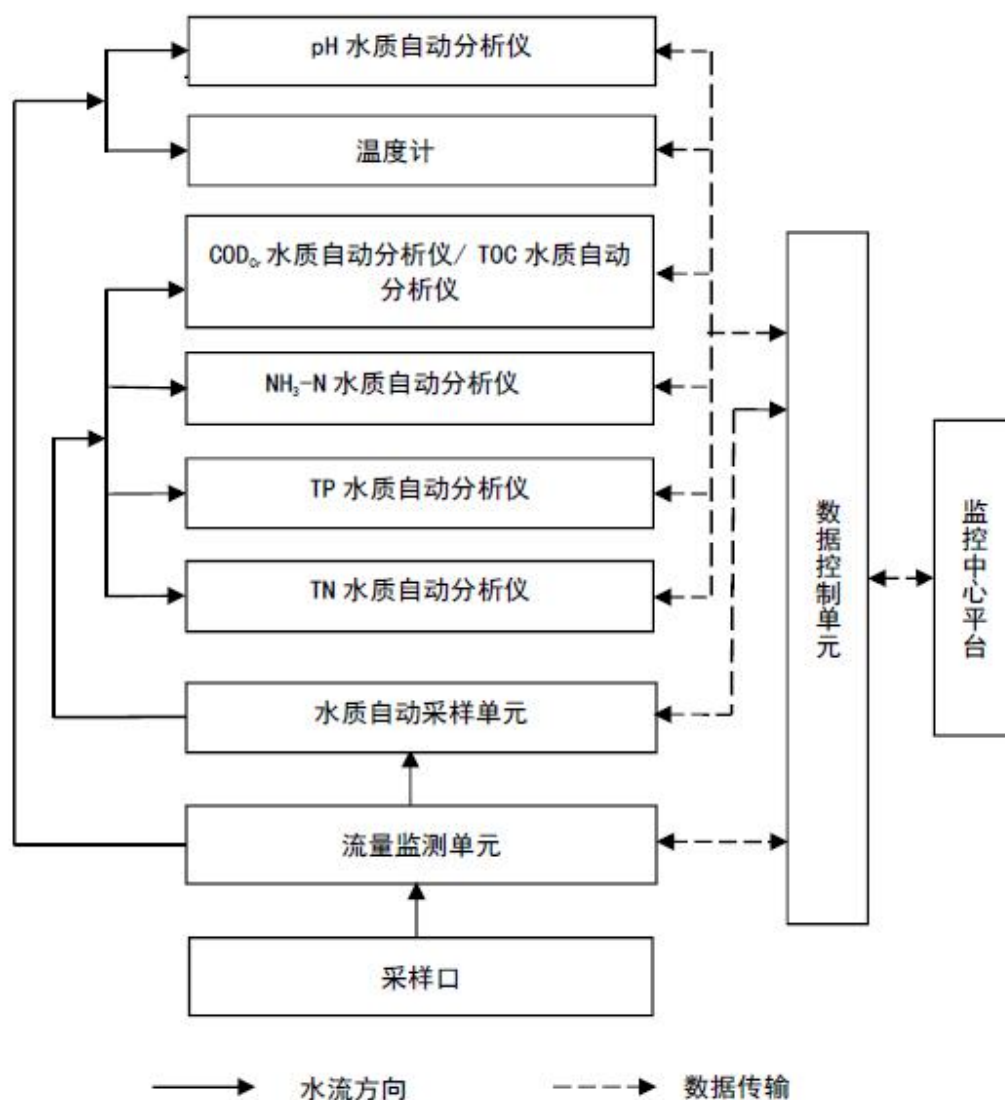 pH 水质自动分析仪
温度计
COD_Cr 水质自动分析仪/ TOC 水质自动
分析仪
NH₃-N 水质自动分析仪
TP 水质自动分析仪
TN 水质自动分析仪
水质自动采样单元
流量监测单元
采样口
数据控制单元
监控中心平台
水流方向
数据传输